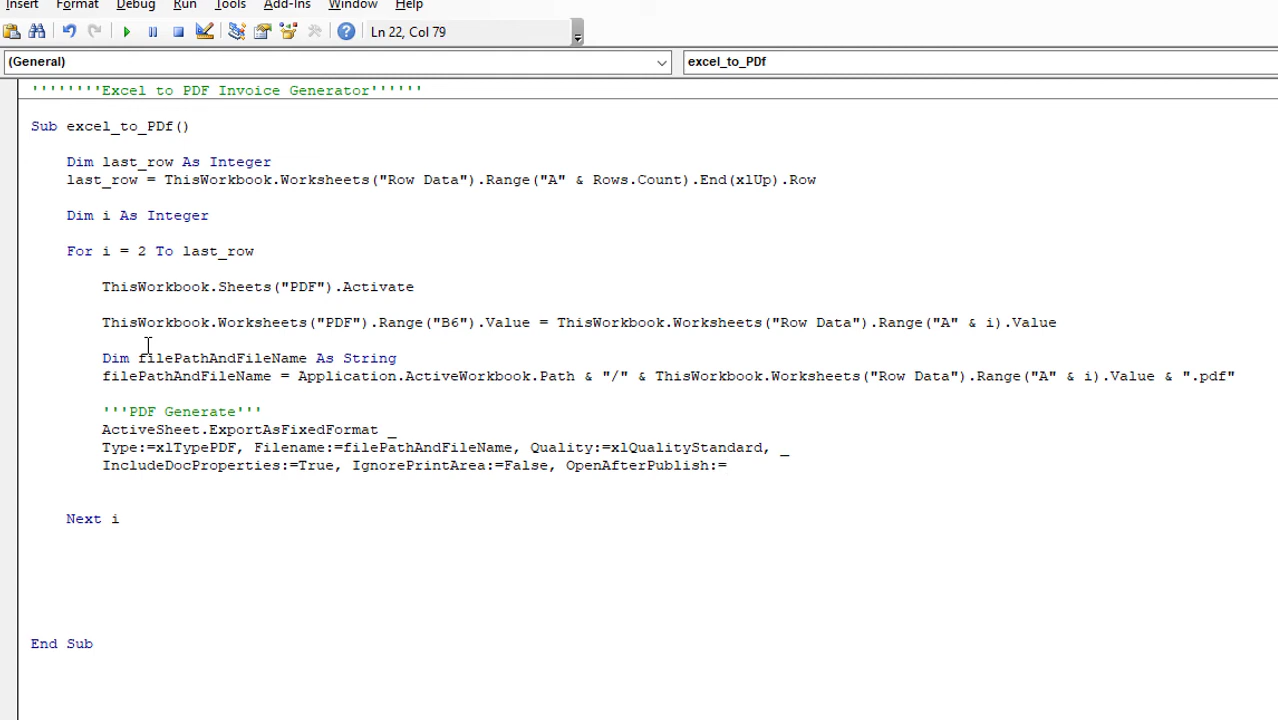 Insert Format Debug Run Tools Add-Ins Window Help
Ln 22, Col 79
(General) excel_to_PDf
''''''''Excel to PDF Invoice Generator''''''
Sub excel_to_PDf()
Dim last_row As Integer
last_row = ThisWorkbook.Worksheets("Row Data").Range("A" & Rows.Count).End(xlUp).Row
Dim i As Integer
For i = 2 To last_row
ThisWorkbook.Sheets("PDF").Activate
ThisWorkbook.Worksheets("PDF").Range("B6").Value = ThisWorkbook.Worksheets("Row Data").Range("A" & i).Value
Dim filePathAndFileName As String
filePathAndFileName = Application.ActiveWorkbook.Path & "/" & ThisWorkbook.Worksheets("Row Data").Range("A" & i).Value & ".pdf"
'''PDF Generate'''
ActiveSheet.ExportAsFixedFormat _
Type:=xlTypePDF, Filename:=filePathAndFileName, Quality:=xlQualityStandard, _
IncludeDocProperties:=True, IgnorePrintArea:=False, OpenAfterPublish:=
Next i
End Sub